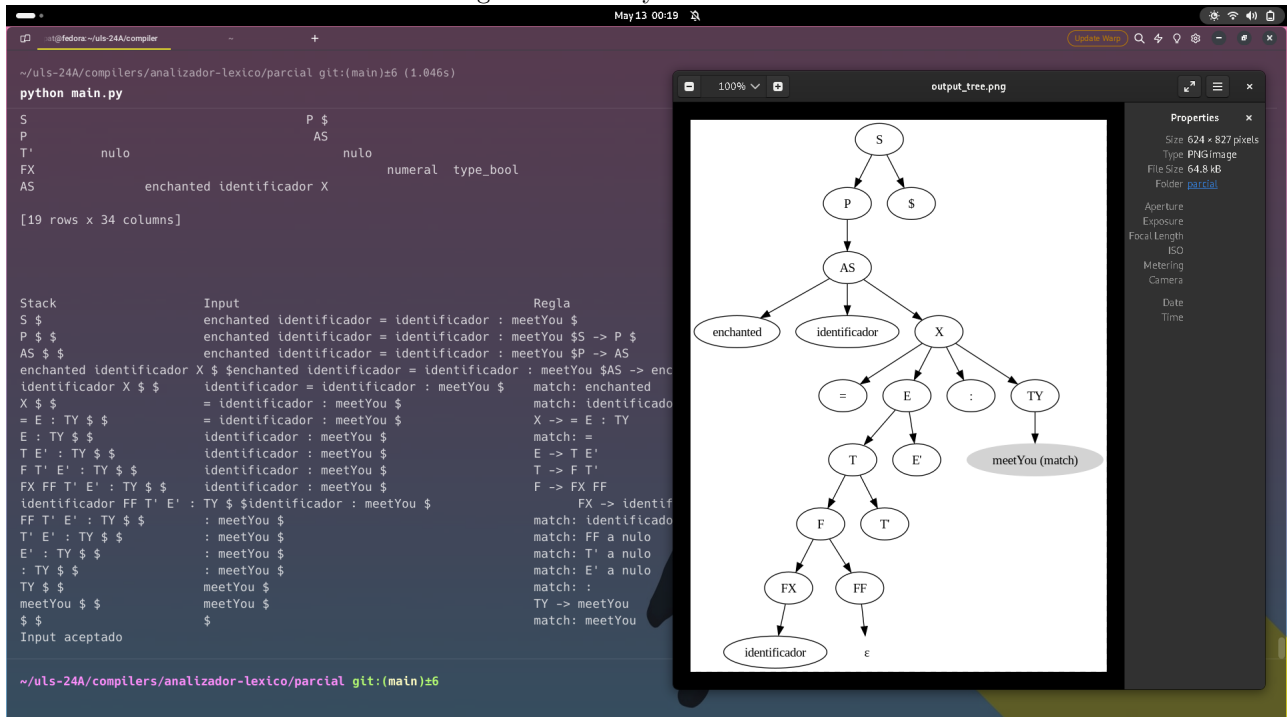 May 13 00:19
~/uls-24A/compiler
Update Warp
~/uls-24A/compilers/analizador-lexico/parcial git:(main)±6 (1.046s)
python main.py
S P $
P AS
T' nulo nulo
FX numeral type_bool
AS enchanted identificador X
[19 rows x 34 columns]
Stack Input Regla
S $ enchanted identificador = identificador : meetYou $
P $ $ enchanted identificador = identificador : meetYou $S -> P $
AS $ $ enchanted identificador = identificador : meetYou $P -> AS
enchanted identificador X $ $enchanted identificador = identificador : meetYou $AS -> enc
identificador X $ $ identificador = identificador : meetYou $ match: enchanted
X $ $ = identificador : meetYou $ match: identificado
= E : TY $ $ = identificador : meetYou $ X -> = E : TY
E : TY $ $ identificador : meetYou $ match: =
T E' : TY $ $ identificador : meetYou $ E -> T E'
F T' E' : TY $ $ identificador : meetYou $ T -> F T'
FX FF T' E' : TY $ $ identificador : meetYou $ F -> FX FF
identificador FF T' E' : TY $ $identificador : meetYou $ FX -> identif
FF T' E' : TY $ $ : meetYou $ match: identificado
T' E' : TY $ $ : meetYou $ match: FF a nulo
E' : TY $ $ : meetYou $ match: T' a nulo
: TY $ $ : meetYou $ match: E' a nulo
TY $ $ meetYou $ match: :
meetYou $ $ meetYou $ TY -> meetYou
$ $ $ match: meetYou
Input aceptado
~/uls-24A/compilers/analizador-lexico/parcial git:(main)±6
100% output_tree.png
S
P $
AS
enchanted identificador X
= E : TY
T E' meetYou (match)
F T'
FX FF
identificador ε
Properties
Size 624 × 827 pixels
Type PNG image
File Size 64.8 kB
Folder parcial
Aperture
Exposure
Focal Length
ISO
Metering
Camera
Date
Time